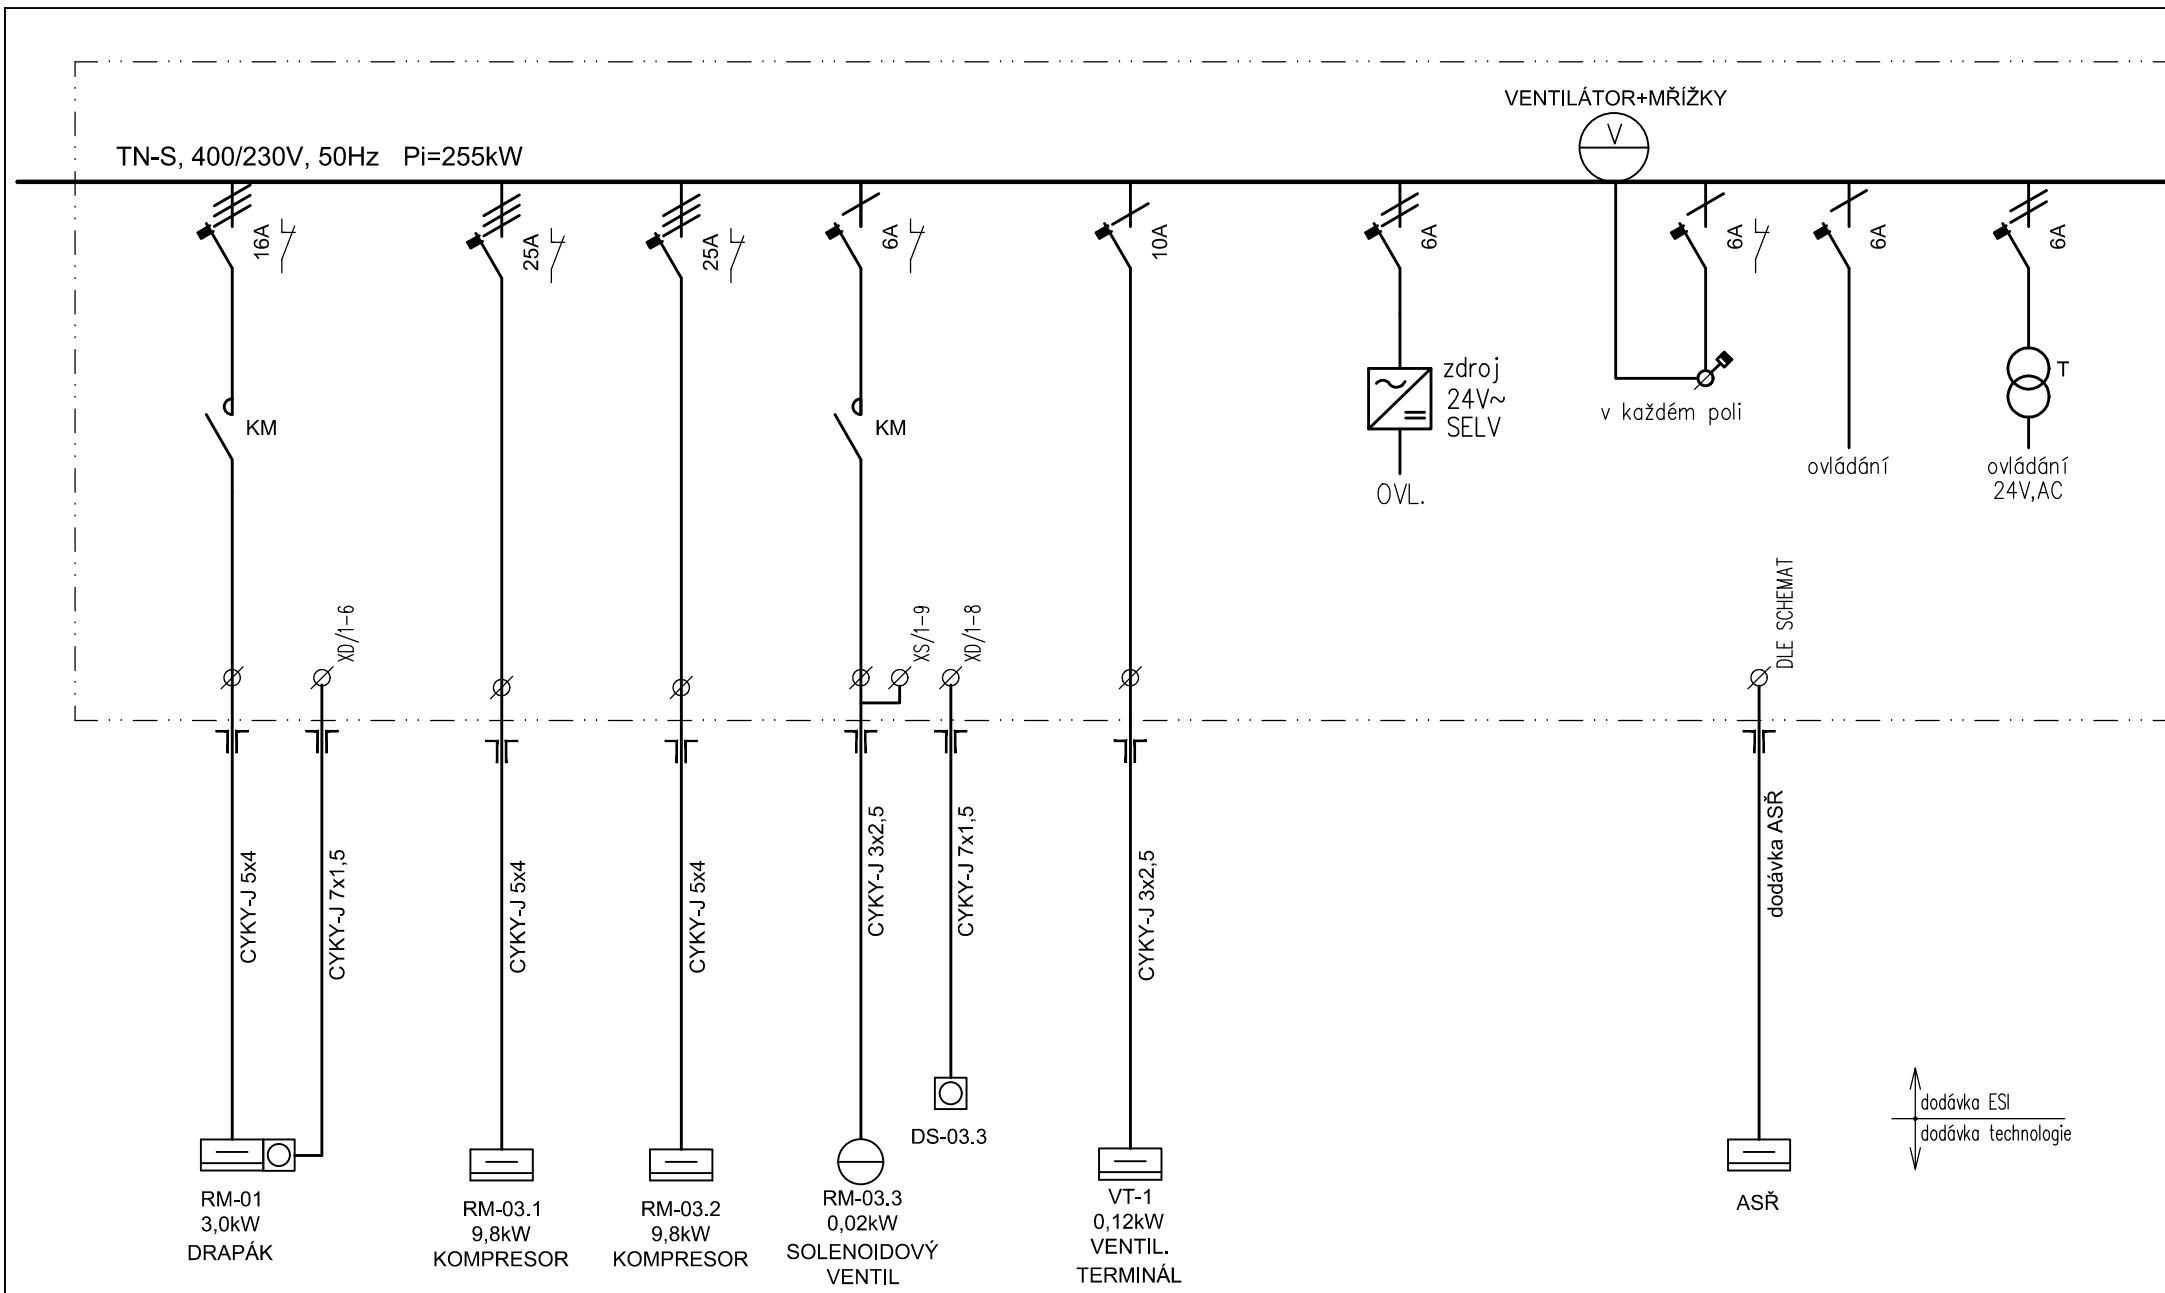 VENTILÁTOR+MŘÍŽKY
V
TN-S, 400/230V, 50Hz Pi=255kW
16A
25A
25A
6A
10A
6A
6A
6A
6A
KM
KM
zdroj
24V~
SELV
OVL.
v každém poli
ovládání
T
ovládání
24V,AC
XD/1-6
XS/1-9
XD/1-8
DLE SCHEMAT
CYKY-J 5x4
CYKY-J 7x1,5
CYKY-J 5x4
CYKY-J 5x4
CYKY-J 3x2,5
CYKY-J 7x1,5
CYKY-J 3x2,5
dodávka ASŘ
DS-03.3
dodávka ESI
dodávka technologie
RM-01
3,0kW
DRAPÁK
RM-03.1
9,8kW
KOMPRESOR
RM-03.2
9,8kW
KOMPRESOR
RM-03.3
0,02kW
SOLENOIDOVÝ
VENTIL
VT-1
0,12kW
VENTIL.
TERMINÁL
ASŘ